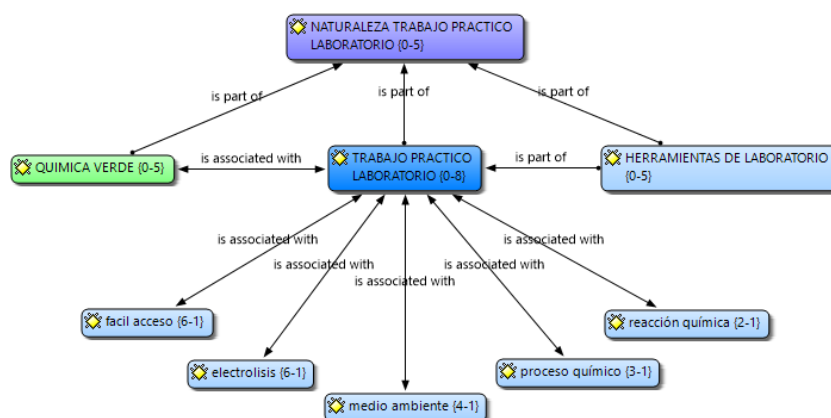 NATURALEZA TRABAJO PRACTICO
LABORATORIO {0-5}
is part of
is part of
is part of
QUIMICA VERDE {0-5}
is associated with
TRABAJO PRACTICO
LABORATORIO {0-8}
is part of
HERRAMIENTAS DE LABORATORIO
{0-5}
is associated with
is associated with
is associated with
is associated with
is associated with
facil acceso {6-1}
electrolisis {6-1}
medio ambiente {4-1}
proceso químico {3-1}
reacción química {2-1}